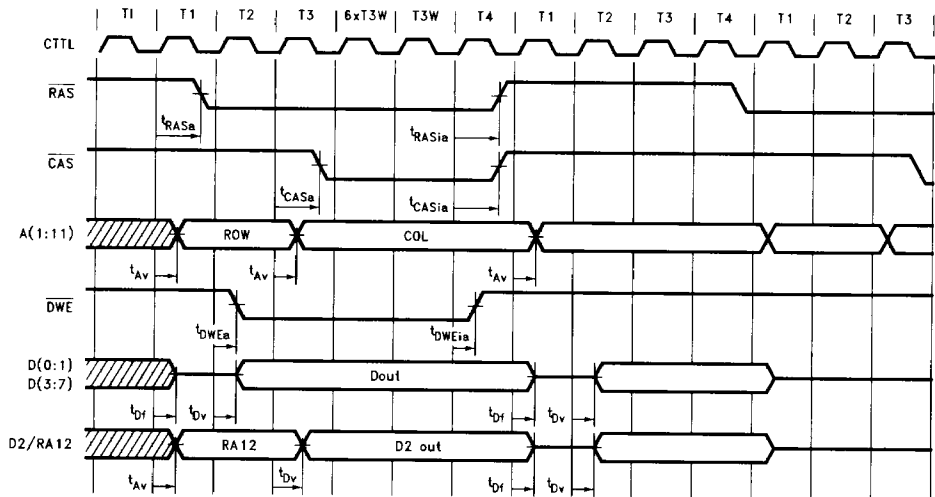 TI T1 T2 T3 6xT3W T3W T4 T1 T2 T3 T4 T1 T2 T3
CTTL
RAS
tRASa tRASia
CAS
tCASa tCASia
A(1:11) ROW COL
tAv tAv tAv
DWE
tDWEa tDWEia
D(0:1)
D(3:7) Dout
tDf tDv tDf tDv
D2/RA12 RA12 D2 out
tAv tDv tDf tDv